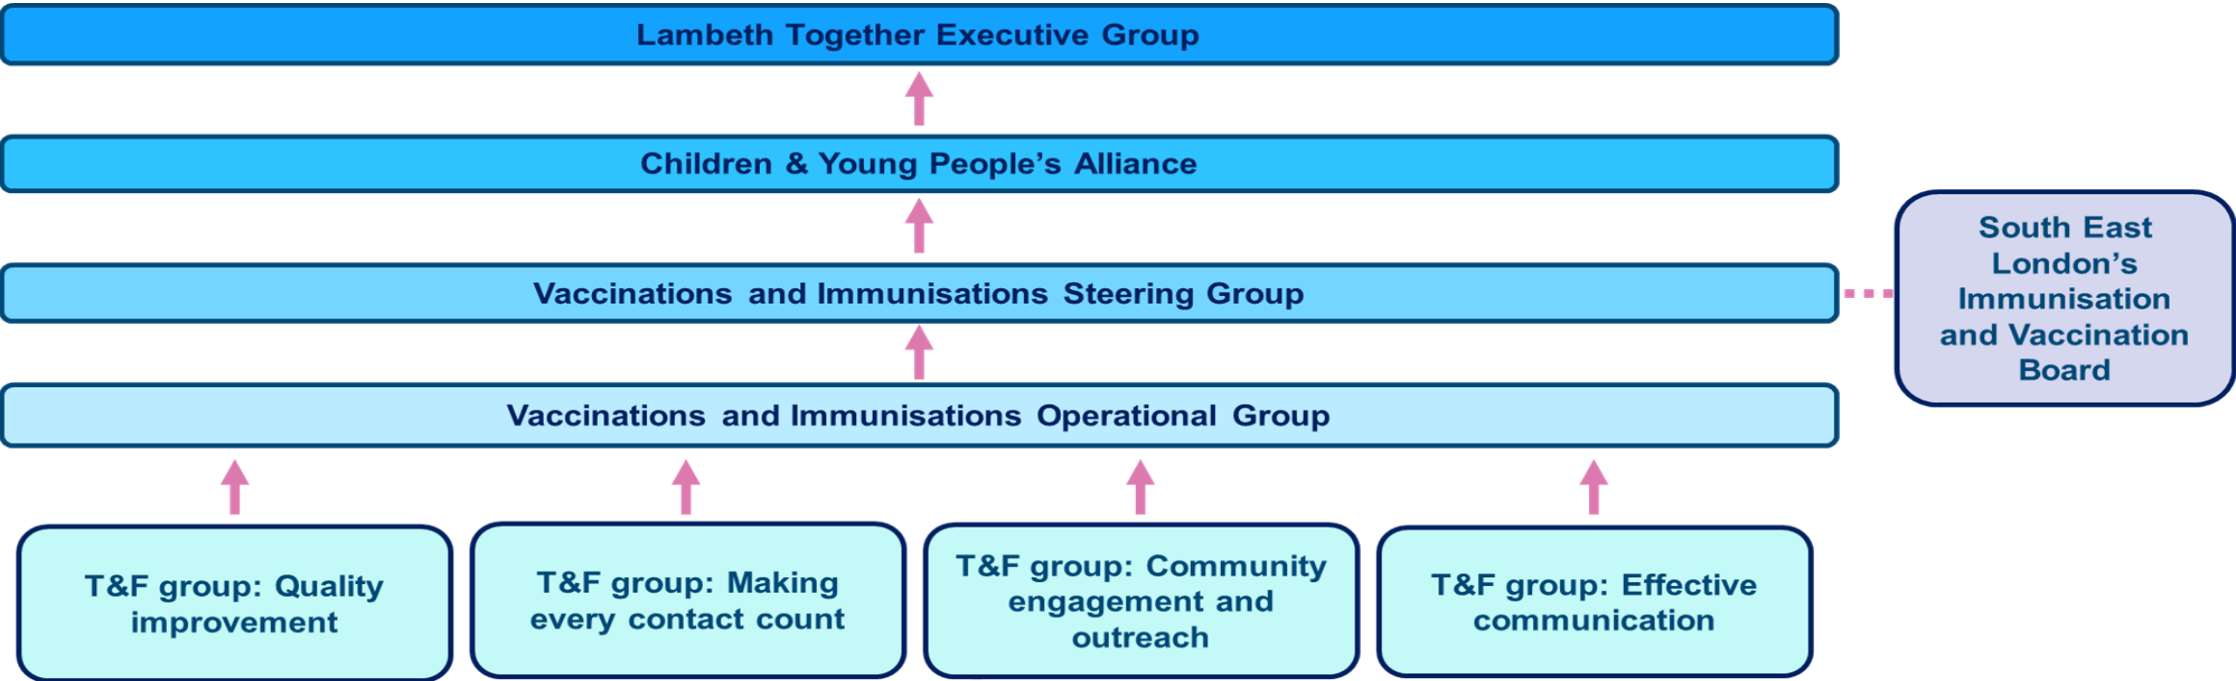 Lambeth Together Executive Group
Children & Young People’s Alliance
Vaccinations and Immunisations Steering Group
South East
London’s
Immunisation
and Vaccination
Board
Vaccinations and Immunisations Operational Group
T&F group: Quality
improvement
T&F group: Making
every contact count
T&F group: Community
engagement and
outreach
T&F group: Effective
communication